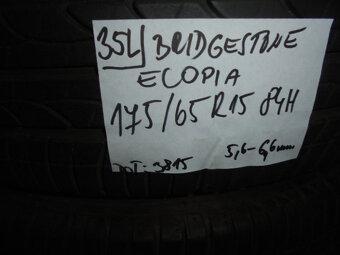 35L BRIDGESTONE
ECOPIA
175/65 R15 84H
5,6-6,6mm
DOT: 3815